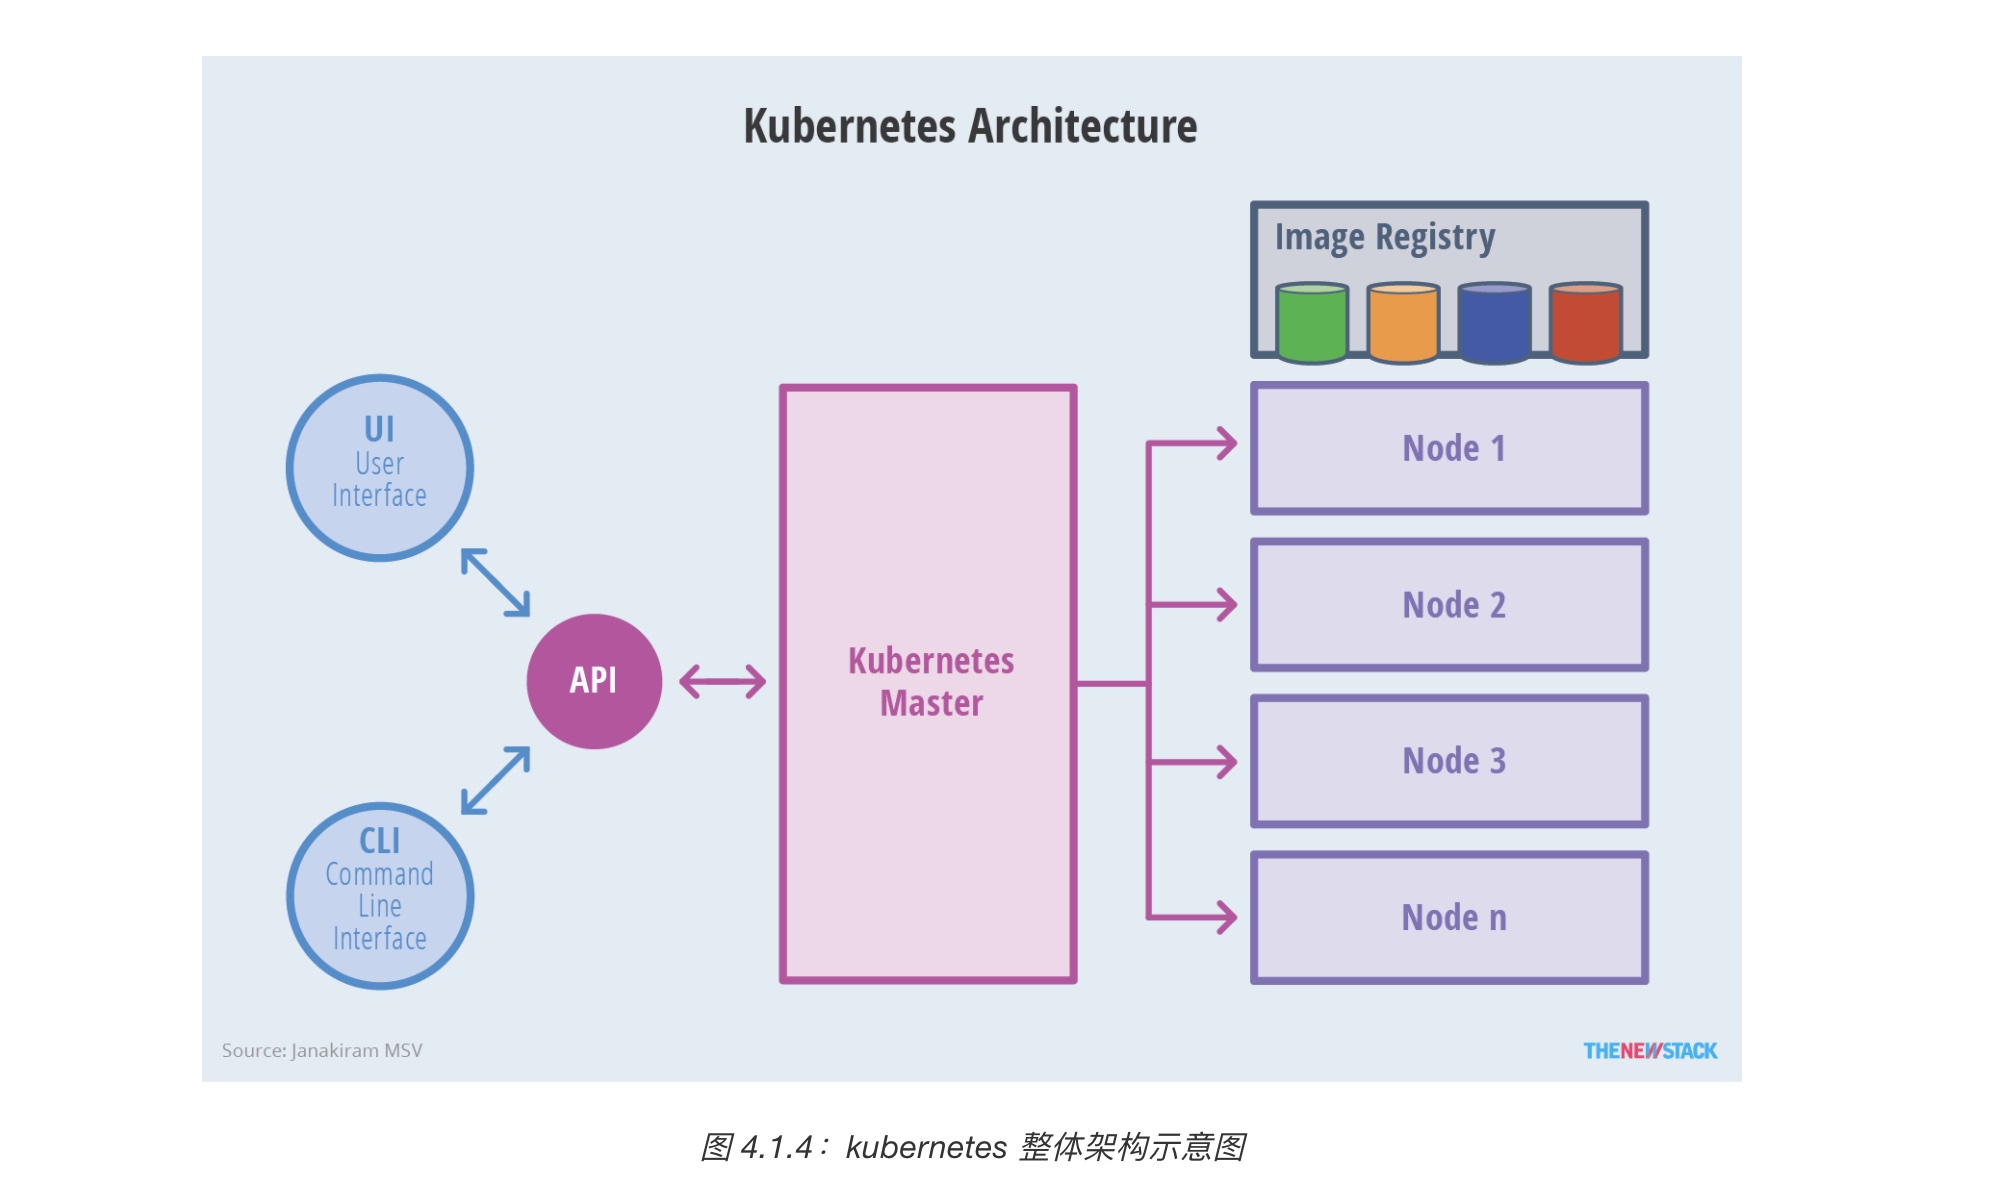 Kubernetes Architecture
Image Registry
UI
User
Interface
API
CLI
Command
Line
Interface
Kubernetes
Master
Node 1
Node 2
Node 3
Node n
Source: Janakiram MSV
THENEWSTACK
图 4.1.4：kubernetes 整体架构示意图